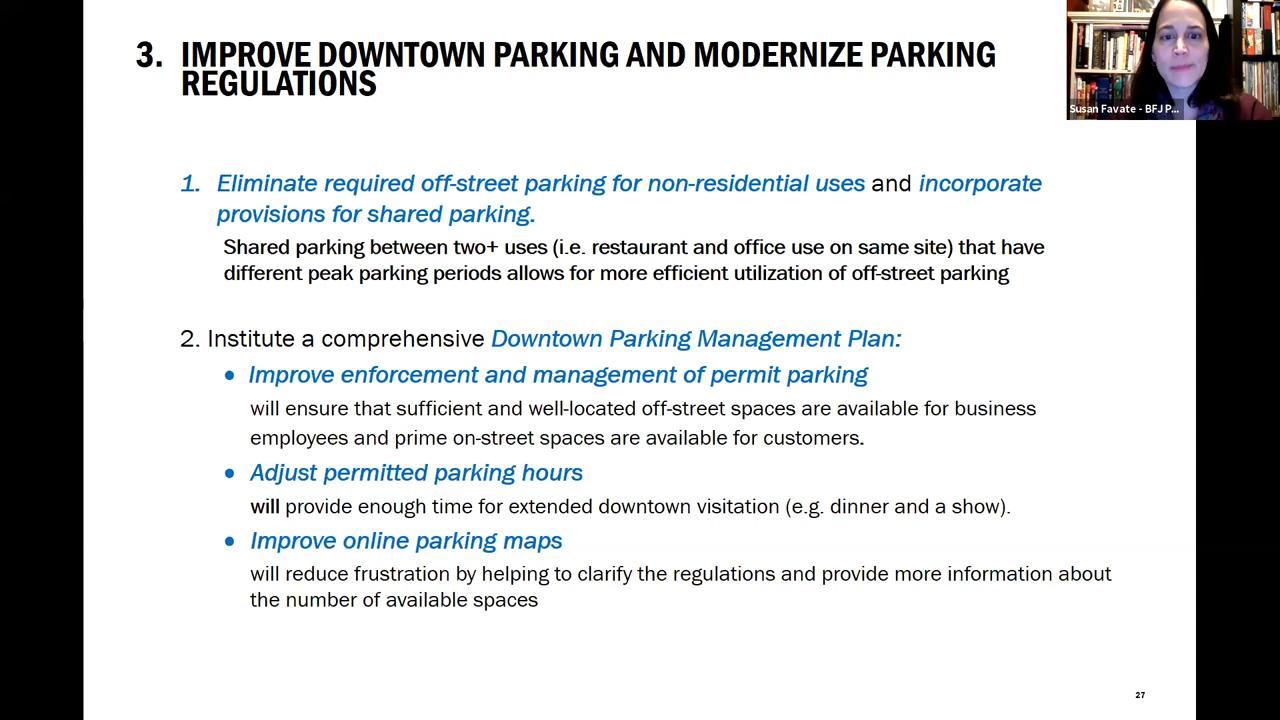 3. IMPROVE DOWNTOWN PARKING AND MODERNIZE PARKING
REGULATIONS
Susan Favate - BFJ P...
1. Eliminate required off-street parking for non-residential uses and incorporate
provisions for shared parking.
Shared parking between two+ uses (i.e. restaurant and office use on same site) that have
different peak parking periods allows for more efficient utilization of off-street parking
2. Institute a comprehensive Downtown Parking Management Plan:
• Improve enforcement and management of permit parking
will ensure that sufficient and well-located off-street spaces are available for business
employees and prime on-street spaces are available for customers.
• Adjust permitted parking hours
will provide enough time for extended downtown visitation (e.g. dinner and a show).
• Improve online parking maps
will reduce frustration by helping to clarify the regulations and provide more information about
the number of available spaces
27